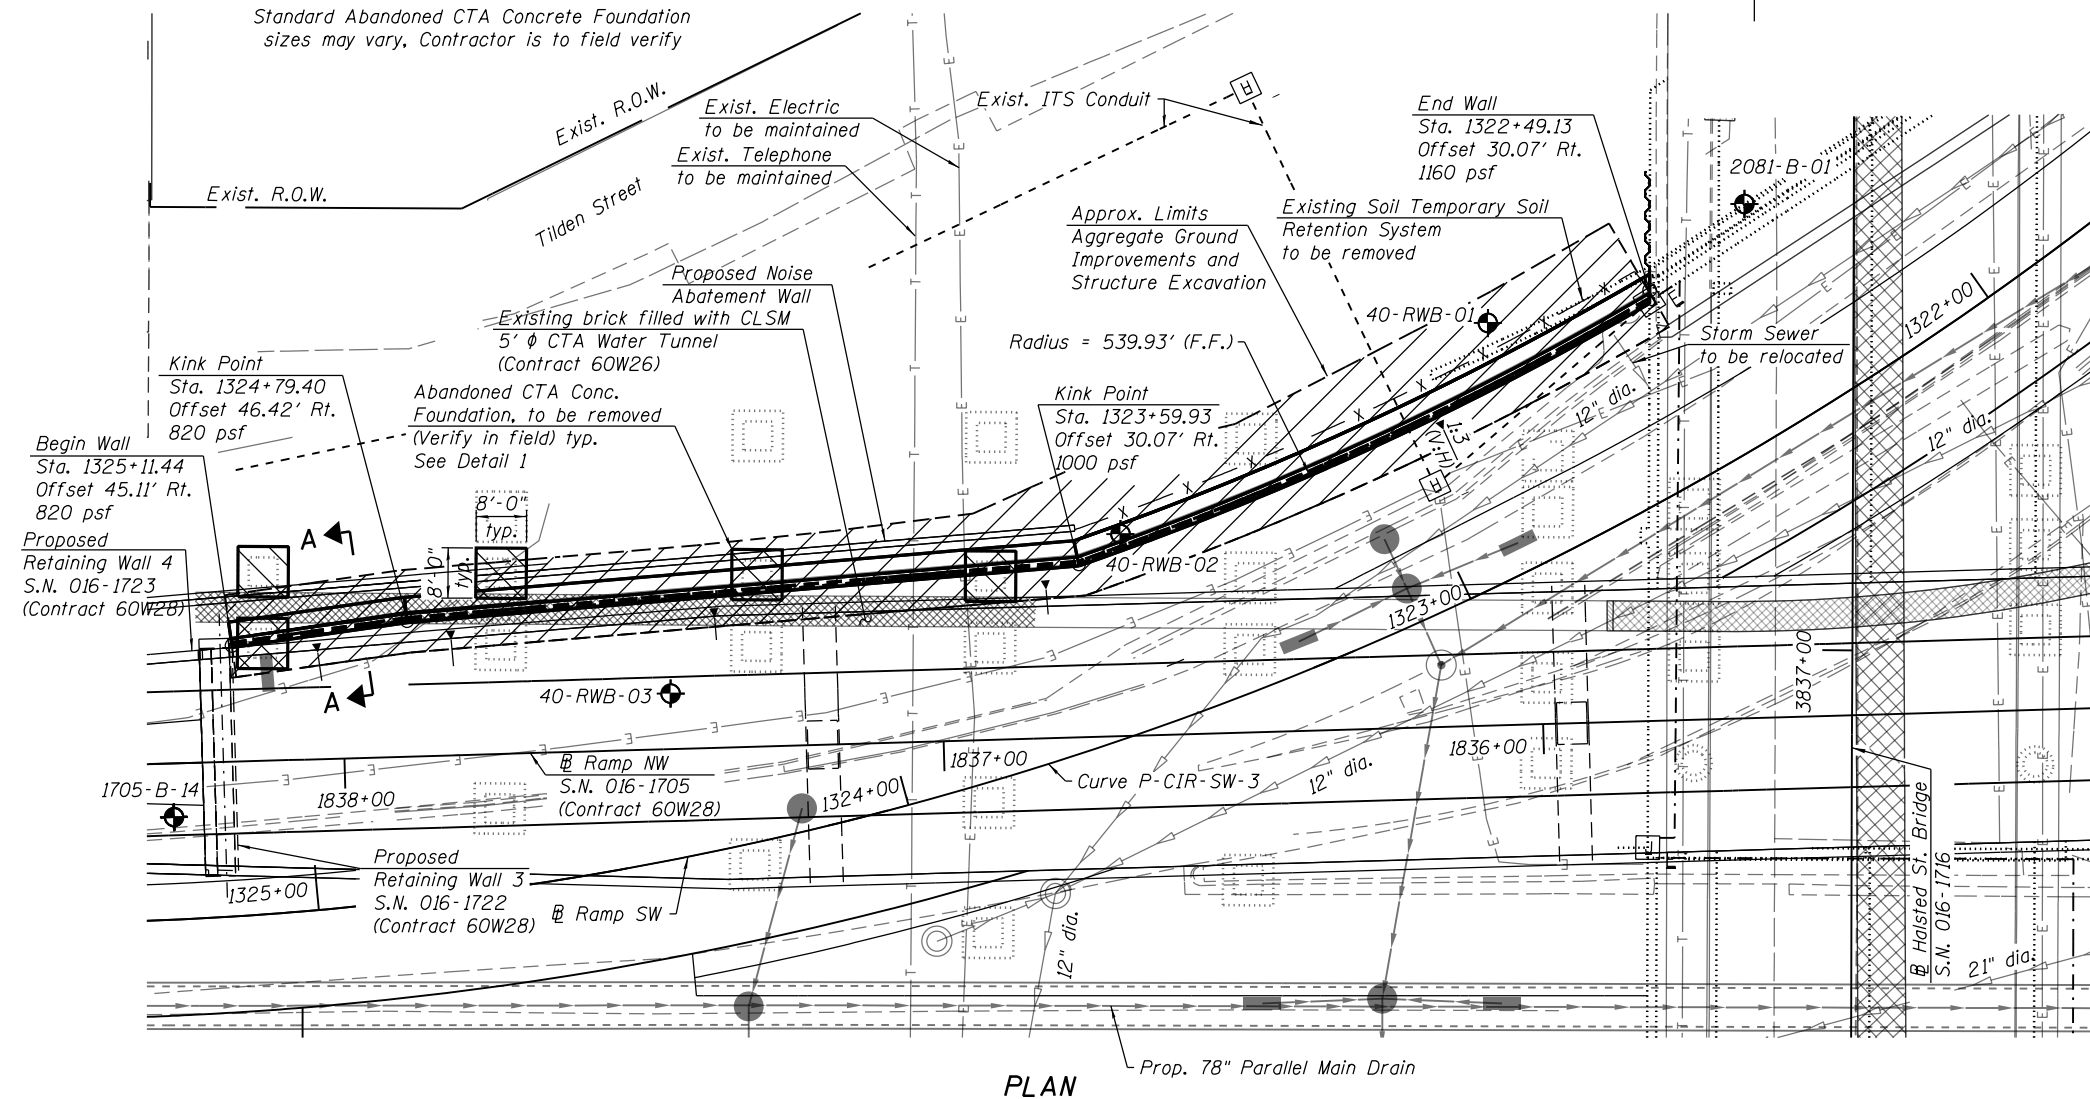 Standard Abandoned CTA Concrete Foundation
sizes may vary, Contractor is to field verify
Exist. R.O.W.
Exist. R.O.W.
Tilden Street
Exist. Electric
to be maintained
Exist. Telephone
to be maintained
Exist. ITS Conduit
End Wall
Sta. 1322+49.13
Offset 30.07' Rt.
1160 psf
2081-B-01
Approx. Limits
Aggregate Ground
Improvements and
Structure Excavation
Existing Soil Temporary Soil
Retention System
to be removed
Proposed Noise
Abatement Wall
Existing brick filled with CLSM
5' ϕ CTA Water Tunnel
(Contract 60W26)
40-RWB-01
Radius = 539.93' (F.F.)
Storm Sewer
to be relocated
1322+00
Kink Point
Sta. 1324+79.40
Offset 46.42' Rt.
820 psf
Abandoned CTA Conc.
Foundation, to be removed
(Verify in field) typ.
See Detail 1
Kink Point
Sta. 1323+59.93
Offset 30.07' Rt.
1000 psf
1:3
(V:H)
12" dia.
12" dia.
Begin Wall
Sta. 1325+11.44
Offset 45.11' Rt.
820 psf
Proposed
Retaining Wall 4
S.N. 016-1723
(Contract 60W28)
A
8'-0"
typ.
8'-0"
typ.
40-RWB-02
1323+00
A
40-RWB-03
3837+00
1705-B-14
1838+00
℄ Ramp NW
S.N. 016-1705
(Contract 60W28)
1837+00
1324+00
Curve P-CIR-SW-3
12" dia.
1836+00
Proposed
Retaining Wall 3
S.N. 016-1722
(Contract 60W28)
1325+00
℄ Ramp SW
12" dia.
℄ Halsted St. Bridge
S.N. 016-1716
21" dia.
Prop. 78" Parallel Main Drain
PLAN